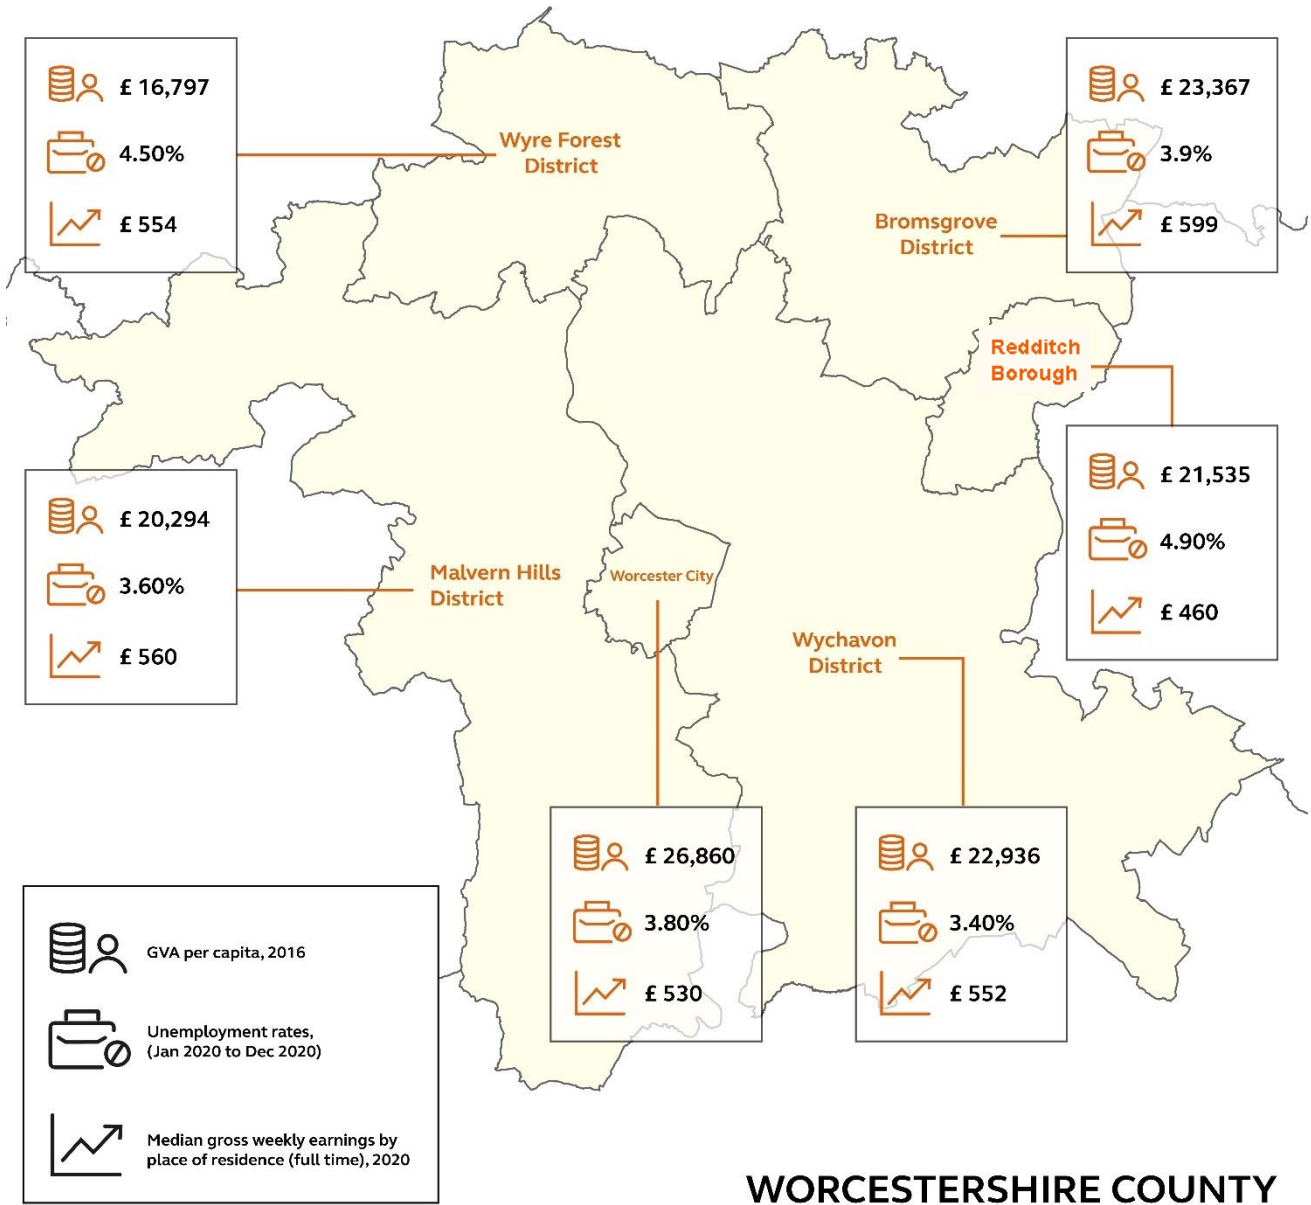 £ 16,797
4.50%
£ 554
Wyre Forest
District
£ 23,367
3.9%
£ 599
Bromsgrove
District
Redditch
Borough
£ 21,535
4.90%
£ 460
£ 20,294
3.60%
£ 560
Malvern Hills
District
Worcester City
Wychavon
District
£ 26,860
3.80%
£ 530
£ 22,936
3.40%
£ 552
GVA per capita, 2016
Unemployment rates,
(Jan 2020 to Dec 2020)
Median gross weekly earnings by
place of residence (full time), 2020
WORCESTERSHIRE COUNTY